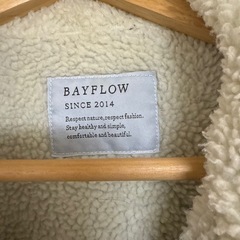 BAYFLOW
SINCE 2014
Respect nature, respect fashion.
Stay healthy and simple,
comfortable and beautiful.